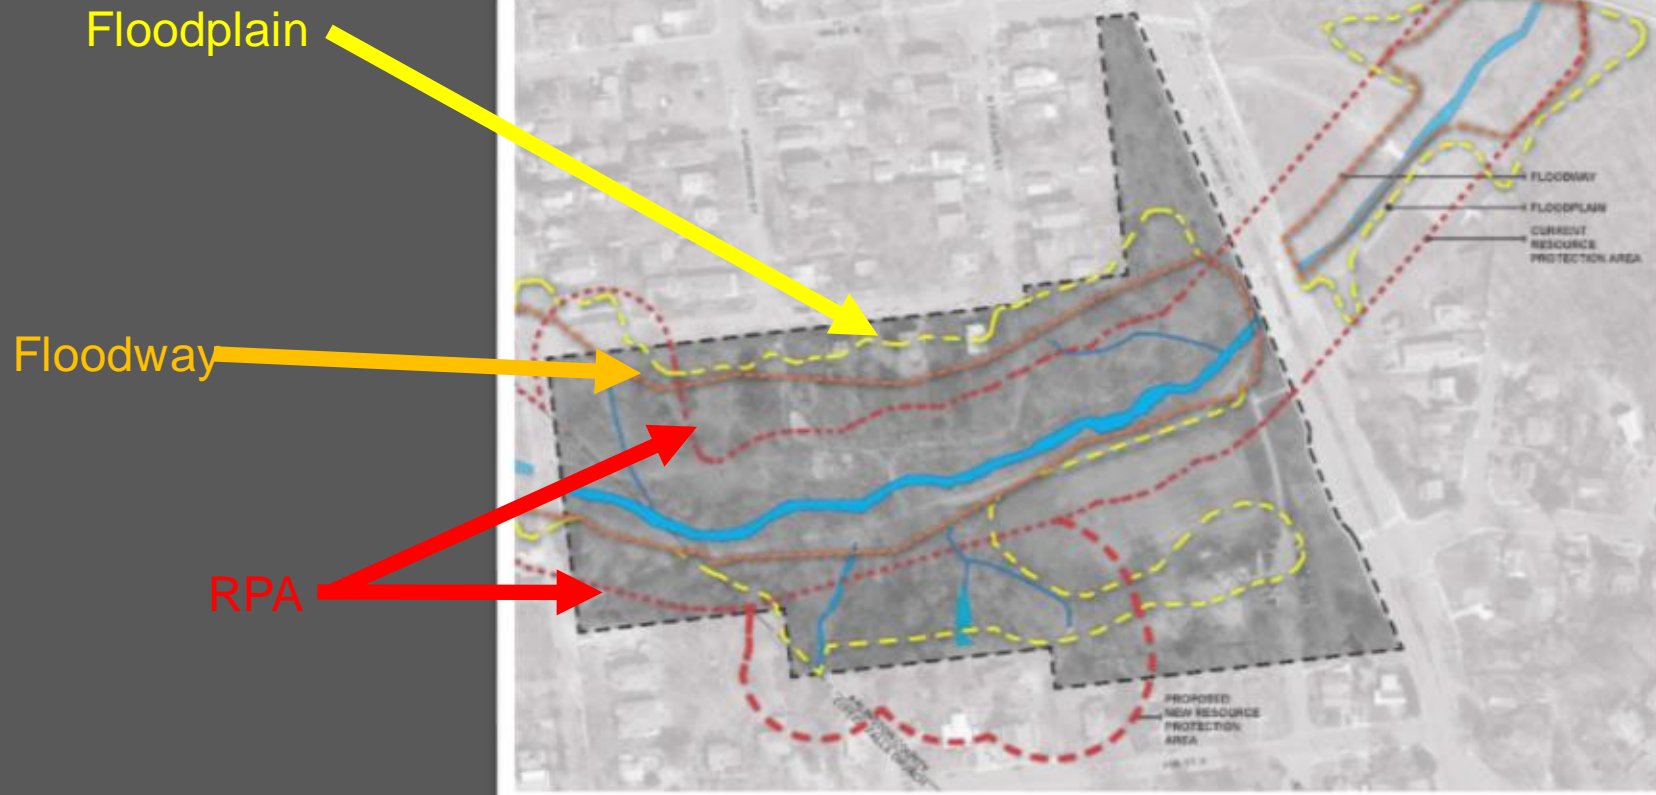 Floodplain
Floodway
RPA
FLOODWAY
FLOODPLAIN
CURRENT
RESOURCE
PROTECTION AREA
PROPOSED
NEW RESOURCE
PROTECTION
AREA